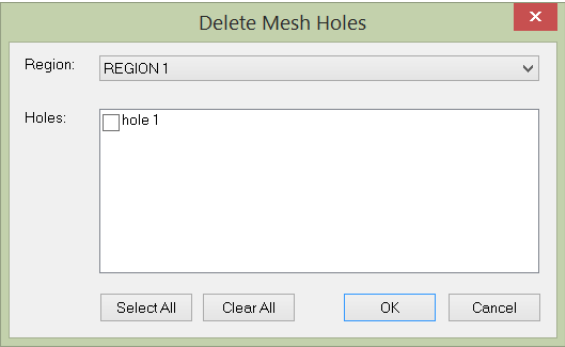 Delete Mesh Holes
Region:
REGION 1
Holes:
hole 1
Select All
Clear All
OK
Cancel